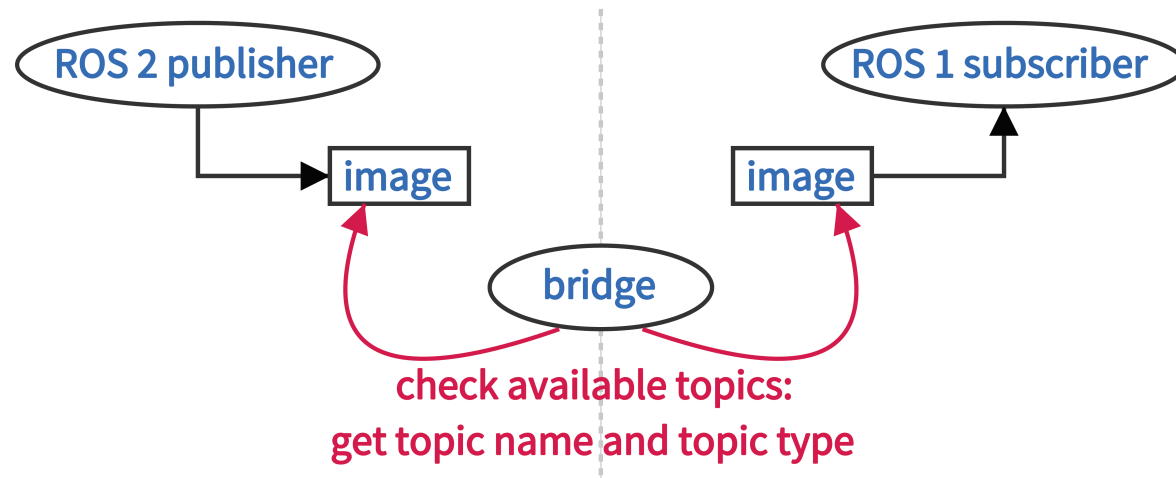 ROS 2 publisher
ROS 1 subscriber
image
image
bridge
check available topics:
get topic name and topic type